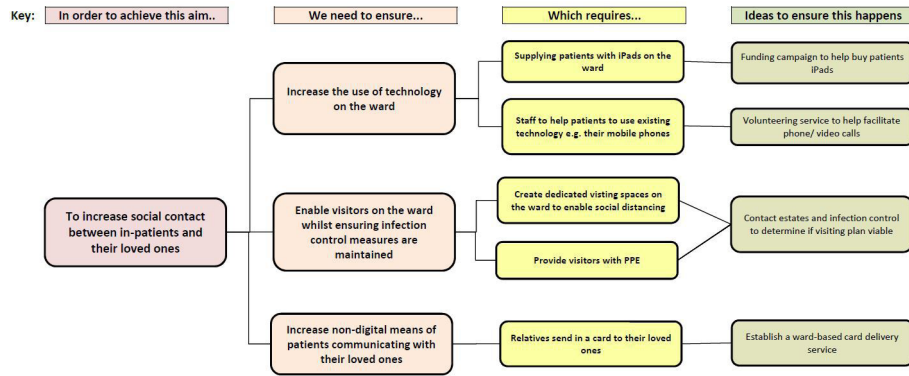 Key:
In order to achieve this aim..
We need to ensure...
Which requires...
Ideas to ensure this happens
Supplying patients with iPads on the
ward
Funding campaign to help buy patients
iPads
Increase the use of technology
on the ward
Staff to help patients to use existing
technology e.g. their mobile phones
Volunteering service to help facilitate
phone/ video calls
To increase social contact
between in-patients and
their loved ones
Enable visitors on the ward
whilst ensuring infection
control measures are
maintained
Create dedicated visting spaces on
the ward to enable social distancing
Provide visitors with PPE
Contact estates and infection control
to determine if visiting plan viable
Increase non-digital means of
patients communicating with
their loved ones
Relatives send in a card to their loved
ones
Establish a ward-based card delivery
service